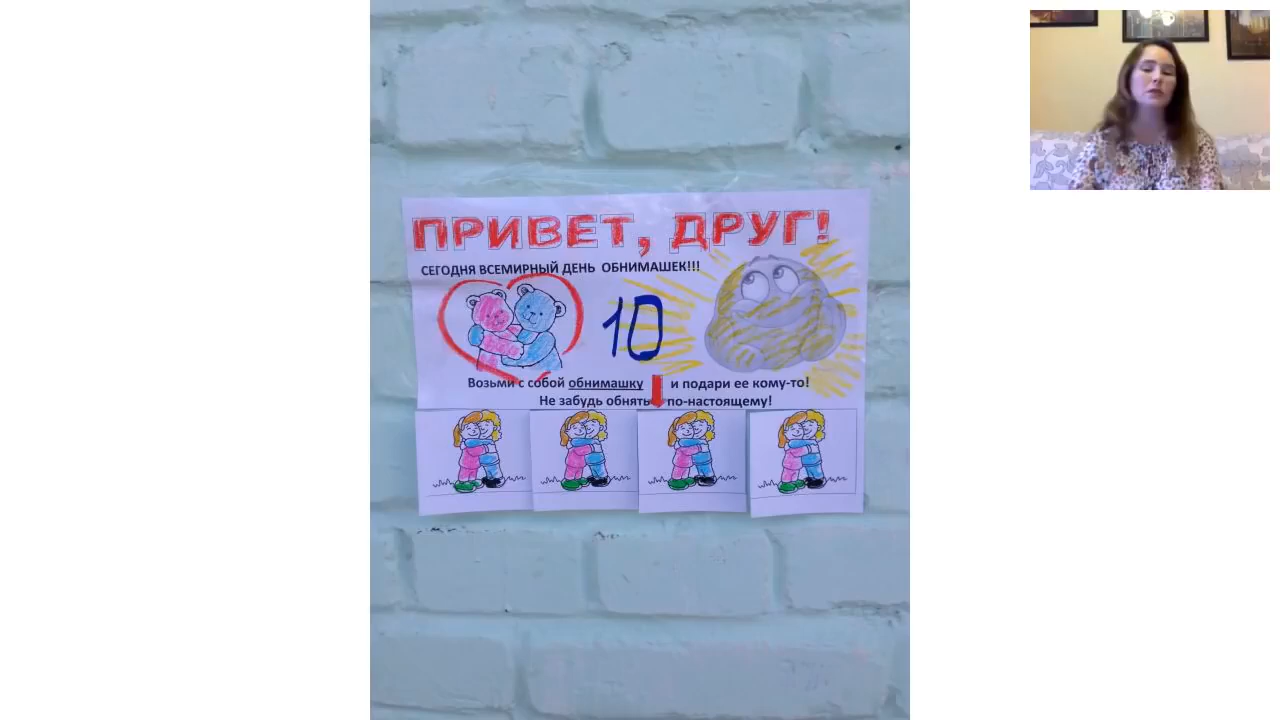 ПРИВЕТ, ДРУГ!
СЕГОДНЯ ВСЕМИРНЫЙ ДЕНЬ ОБНИМАШЕК!!!
10
Возьми с собой обнимашку и подари ее кому-то!
Не забудь обнять по-настоящему!